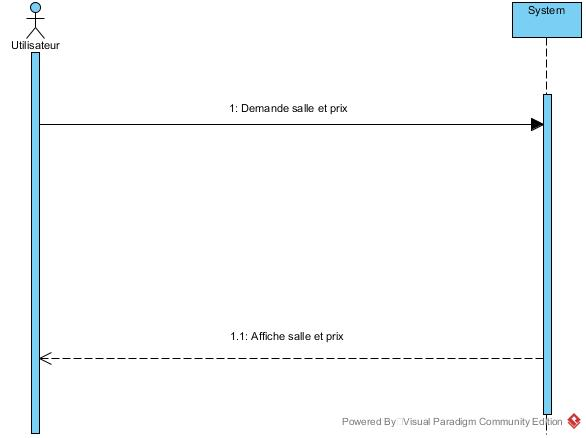 System
Utilisateur
1: Demande salle et prix
1.1: Affiche salle et prix
Powered By Visual Paradigm Community Edition